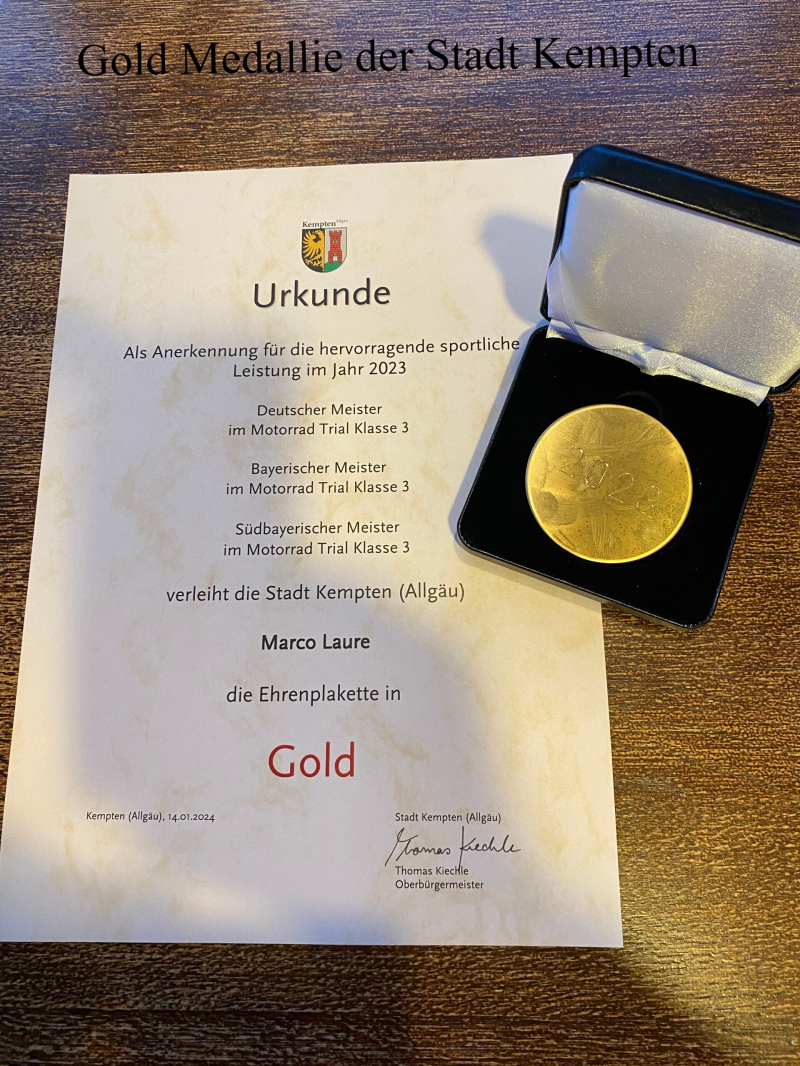 Gold Medallie der Stadt Kempten
Kempten Allgäu
Urkunde
Als Anerkennung für die hervorragende sportliche
Leistung im Jahr 2023
Deutscher Meister
im Motorrad Trial Klasse 3
Bayerischer Meister
im Motorrad Trial Klasse 3
Südbayerischer Meister
im Motorrad Trial Klasse 3
verleiht die Stadt Kempten (Allgäu)
Marco Laure
die Ehrenplakette in
Gold
Kempten (Allgäu), 14.01.2024
Stadt Kempten (Allgäu)
Thomas Kiechle
Thomas Kiechle
Oberbürgermeister
2023